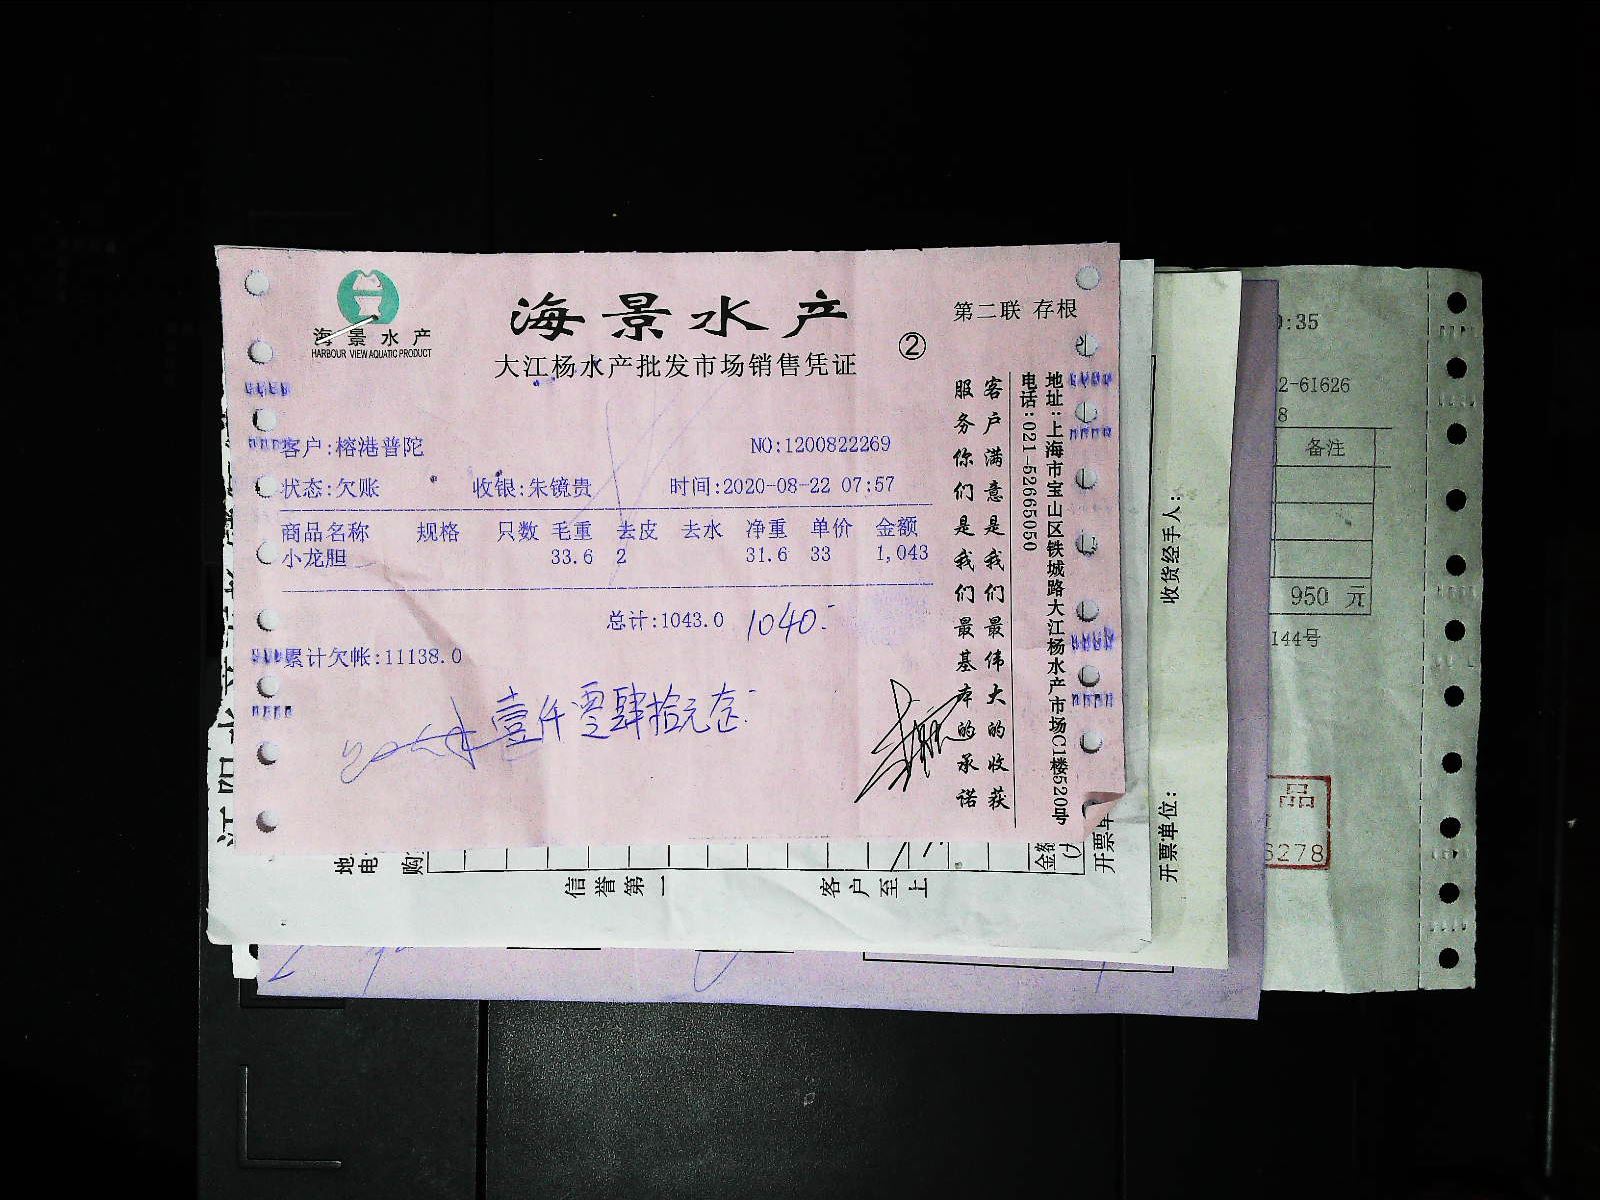 海景水产
HARBOUR VIEW AQUATIC PRODUCT
海景水产
大江杨水产批发市场销售凭证
②
第二联 存根
客户:榕港普陀
NO:1200822269
状态:欠账 收银:朱镜贵 时间:2020-08-22 07:57
商品名称 规格 只数 毛重 去皮 去水 净重 单价 金额
小龙胆 33.6 2 31.6 33 1,043
总计:1043.0 1040.-
累计欠帐:11138.0
壹仟零肆拾元
客户满意是我们最伟大的收获
服务你们是我们最基本的承诺
地址:上海市宝山区铁城路大江杨水产市场C1楼520号
电话:021-52665050
地
电
购
信誉第一
客户至上
开票单
收货经手人:
开票单位:
:35
2-61626
8
备注
950 元
144号
品
6278